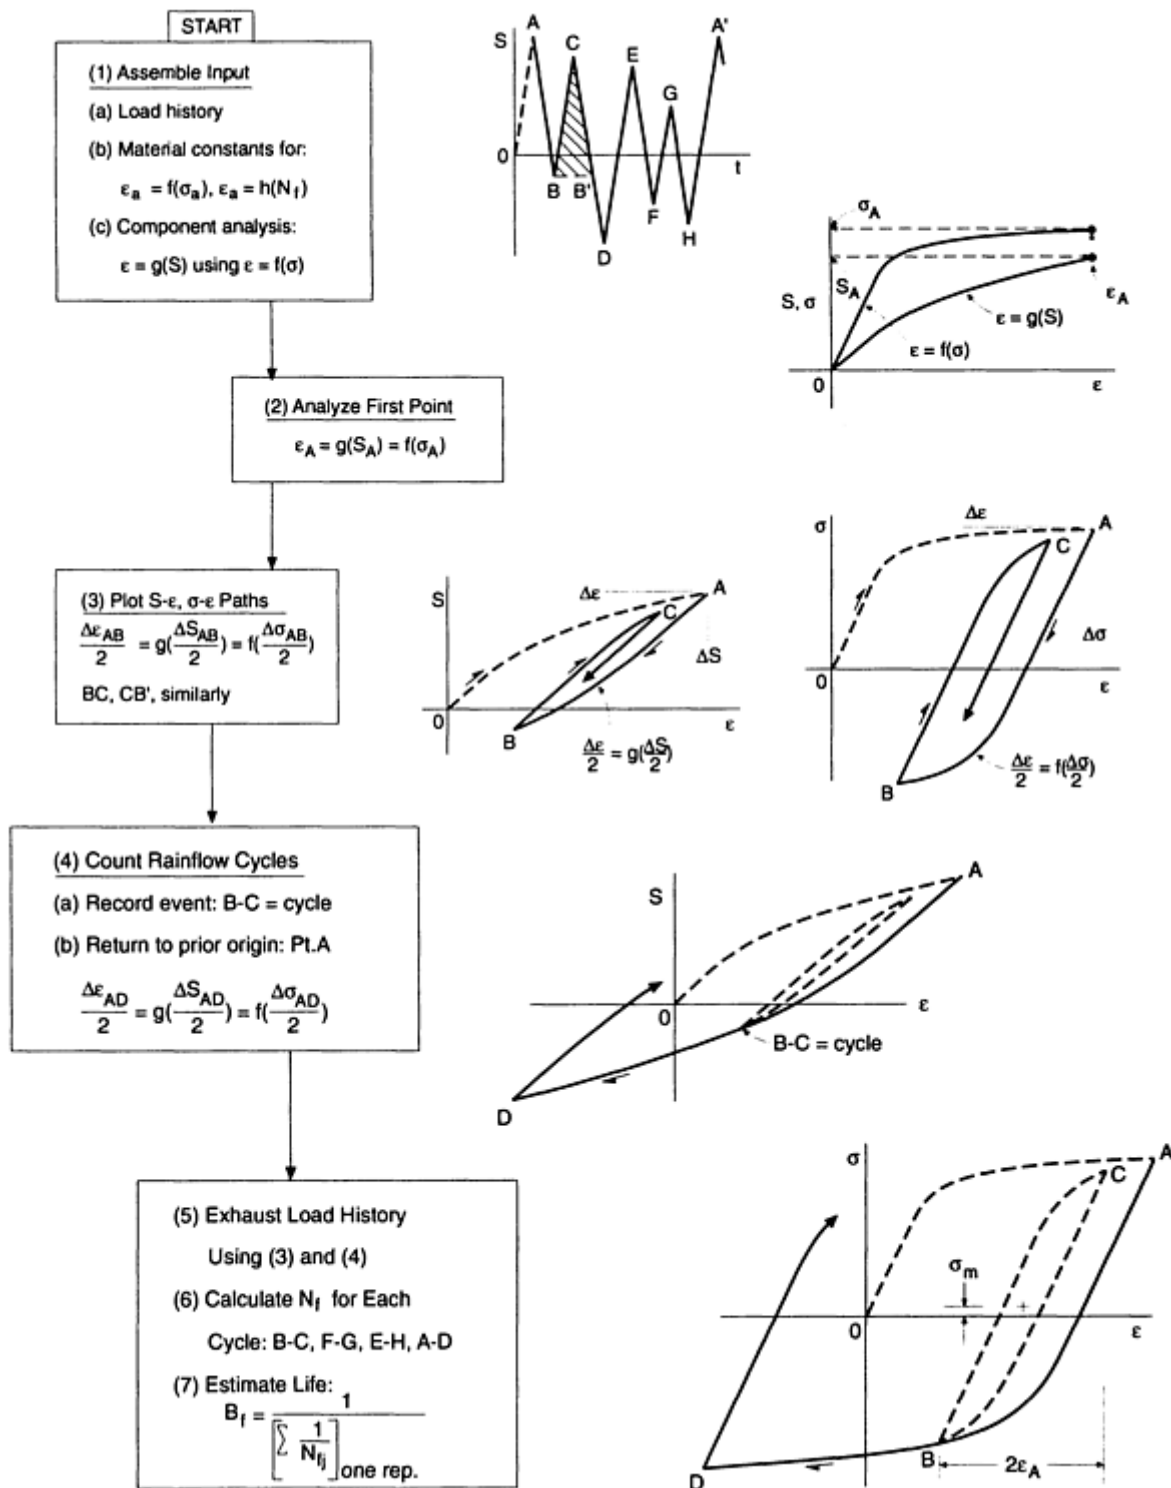 START
(1) Assemble Input
(a) Load history
(b) Material constants for:
εa = f(σa), εa = h(Nf)
(c) Component analysis:
ε = g(S) using ε = f(σ)
(2) Analyze First Point
εA = g(SA) = f(σA)
(3) Plot S-ε, σ-ε Paths
ΔεAB/2 = g(ΔSAB/2) = f(ΔσAB/2)
BC, CB', similarly
(4) Count Rainflow Cycles
(a) Record event: B-C = cycle
(b) Return to prior origin: Pt.A
ΔεAD/2 = g(ΔSAD/2) = f(ΔσAD/2)
(5) Exhaust Load History
Using (3) and (4)
(6) Calculate Nf for Each
Cycle: B-C, F-G, E-H, A-D
(7) Estimate Life:
Bf = 1/[∑ 1/Nfj] one rep.
S
A
C
E
G
A'
0
t
B
B'
F
H
D
σA
S, σ
SA
εA
ε = g(S)
ε = f(σ)
0
ε
S
Δε
A
C
ΔS
0
B
ε
Δε/2 = g(ΔS/2)
σ
Δε
A
C
Δσ
0
ε
B
Δε/2 = f(Δσ/2)
S
A
0
ε
B-C = cycle
D
σ
A
C
σm
0
ε
D
B
2εA